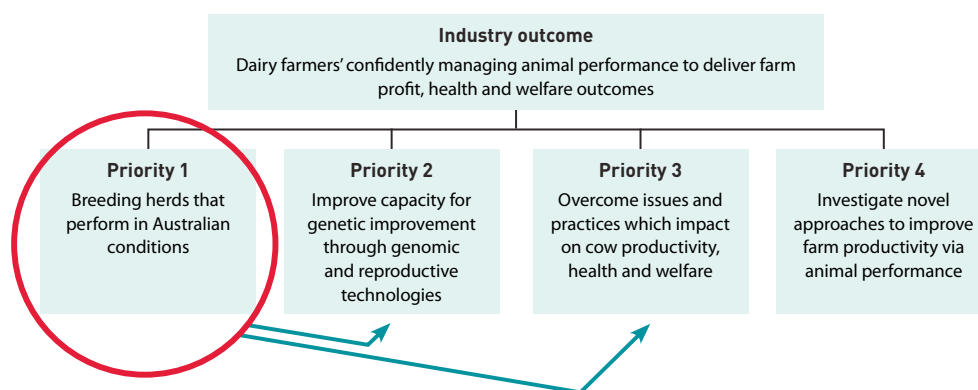 Industry outcome
Dairy farmers' confidently managing animal performance to deliver farm
profit, health and welfare outcomes
Priority 1
Breeding herds that
perform in Australian
conditions
Priority 2
Improve capacity for
genetic improvement
through genomic
and reproductive
technologies
Priority 3
Overcome issues and
practices which impact
on cow productivity,
health and welfare
Priority 4
Investigate novel
approaches to improve
farm productivity via
animal performance